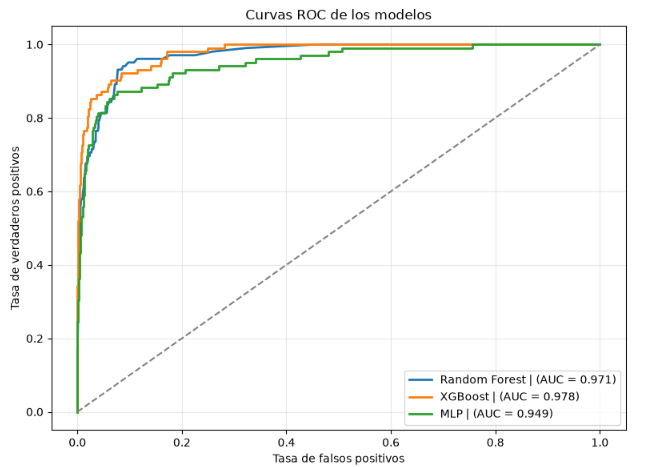 Curvas ROC de los modelos
Tasa de verdaderos positivos
1.0
0.8
0.6
0.4
0.2
0.0
Random Forest | (AUC = 0.971)
XGBoost | (AUC = 0.978)
MLP | (AUC = 0.949)
0.0 0.2 0.4 0.6 0.8 1.0
Tasa de falsos positivos